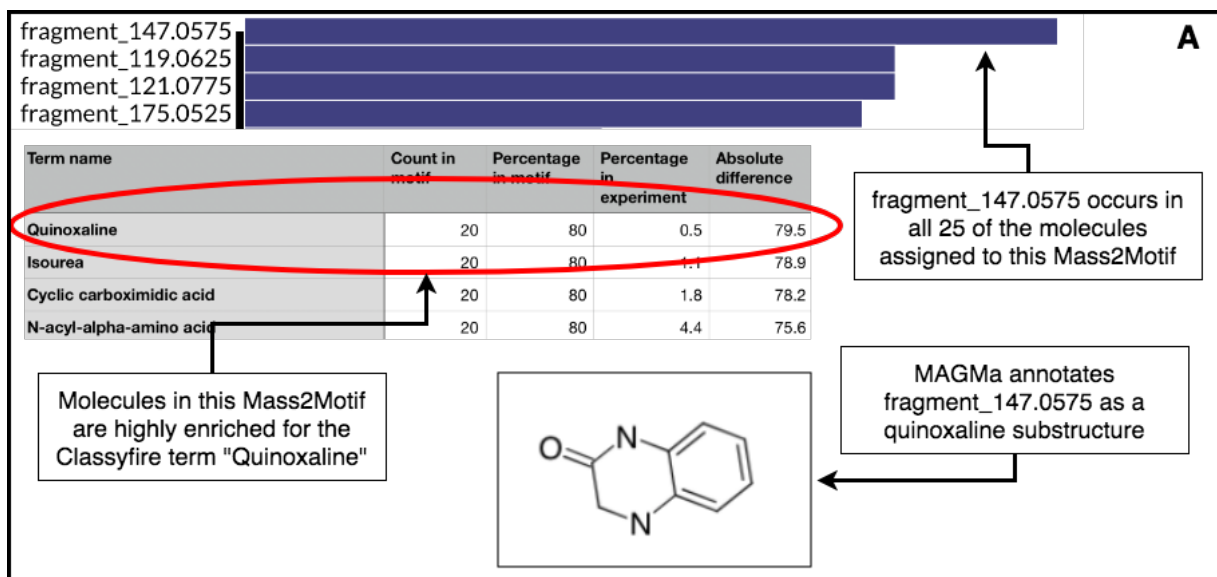 fragment_147.0575
A
fragment_119.0625
fragment_121.0775
fragment_175.0525
Term name
Count in
motif
Percentage
in motif
Percentage
in
experiment
Absolute
difference
Quinoxaline 20 80 0.5 79.5
Isourea 20 80 1.1 78.9
Cyclic carboximidic acid 20 80 1.8 78.2
N-acyl-alpha-amino acid 20 80 4.4 75.6
fragment_147.0575 occurs in
all 25 of the molecules
assigned to this Mass2Motif
Molecules in this Mass2Motif
are highly enriched for the
Classyfire term "Quinoxaline"
O
N
N
MAGMa annotates
fragment_147.0575 as a
quinoxaline substructure